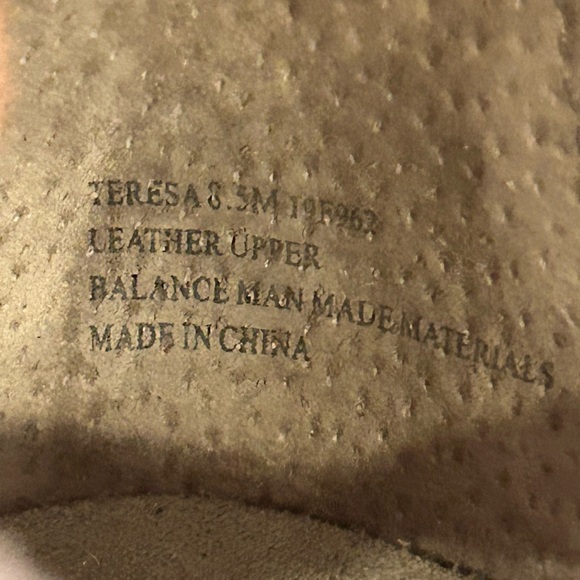 TERESA 8.5M
LEATHER UPPER
BALANCE MAN MADE MATERIALS
MADE IN CHINA